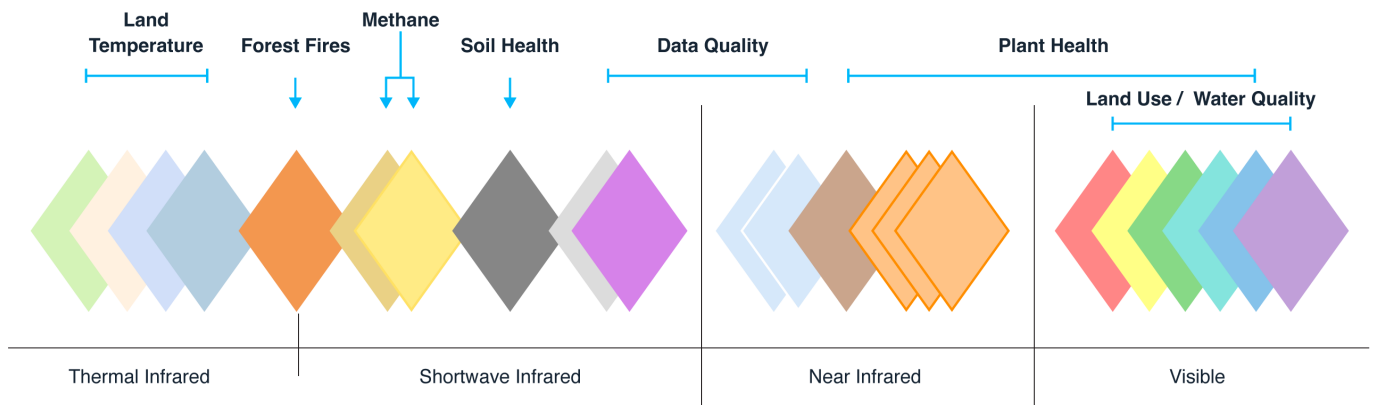 Land
Temperature
Forest Fires
Methane
Soil Health
Data Quality
Plant Health
Land Use /  Water Quality
Thermal Infrared
Shortwave Infrared
Near Infrared
Visible